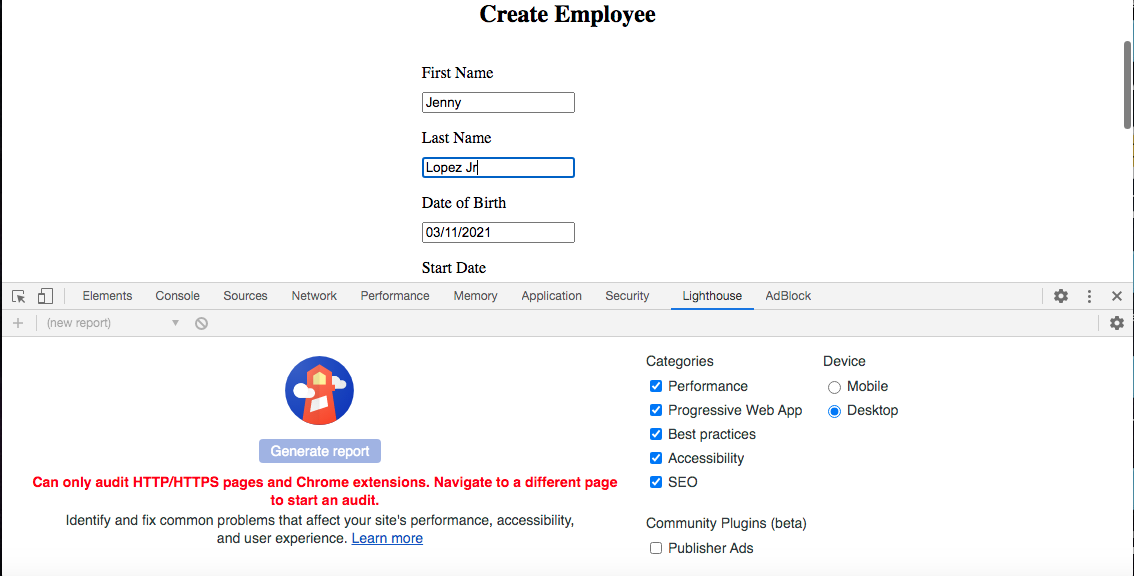 Create Employee
First Name
Jenny
Last Name
Lopez Jr
Date of Birth
03/11/2021
Start Date
Elements Console Sources Network Performance Memory Application Security Lighthouse AdBlock
(new report)
Generate report
Can only audit HTTP/HTTPS pages and Chrome extensions. Navigate to a different page
to start an audit.
Identify and fix common problems that affect your site's performance, accessibility,
and user experience. Learn more
Categories
Performance
Progressive Web App
Best practices
Accessibility
SEO
Community Plugins (beta)
Publisher Ads
Device
Mobile
Desktop